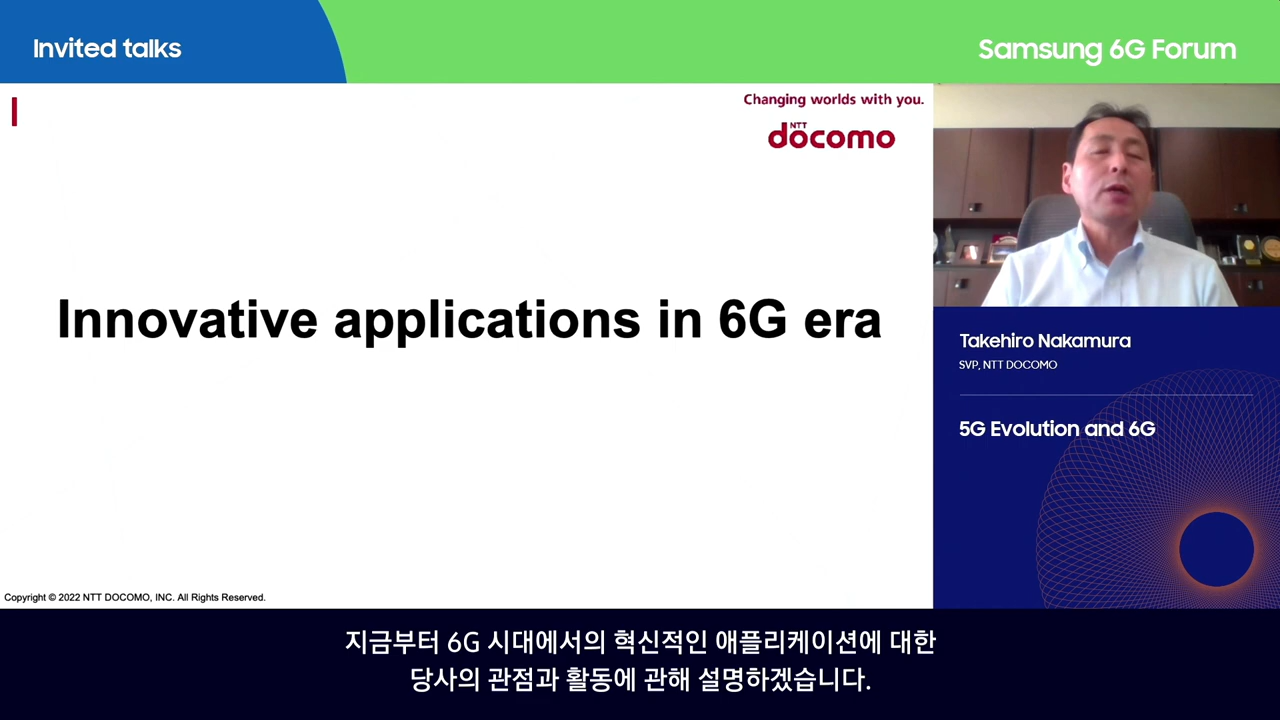 Invited talks
Samsung 6G Forum
Changing worlds with you.
NTT
docomo
Innovative applications in 6G era
Takehiro Nakamura
SVP, NTT DOCOMO
5G Evolution and 6G
Copyright © 2022 NTT DOCOMO, INC. All Rights Reserved.
지금부터 6G 시대에서의 혁신적인 애플리케이션에 대한
당사의 관점과 활동에 관해 설명하겠습니다.